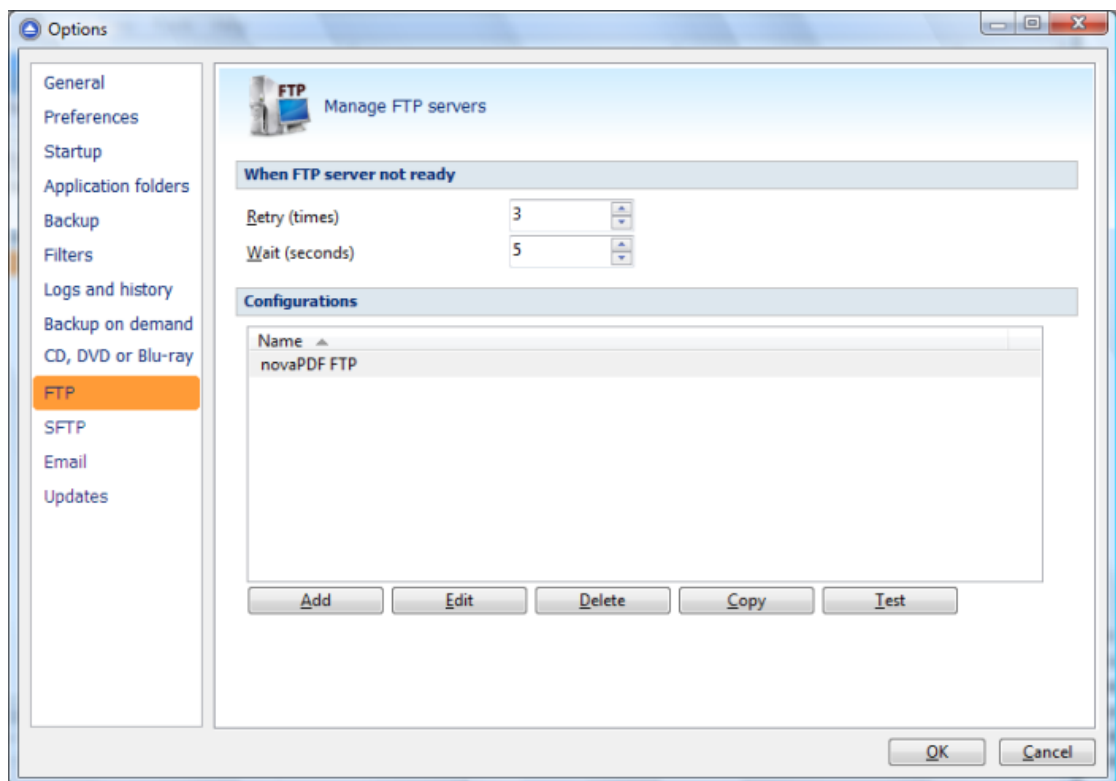 Options
General
Preferences
Startup
Application folders
Backup
Filters
Logs and history
Backup on demand
CD, DVD or Blu-ray
FTP
SFTP
Email
Updates
FTP
Manage FTP servers
When FTP server not ready
Retry (times) 3
Wait (seconds) 5
Configurations
Name
novaPDF FTP
Add Edit Delete Copy Test
OK Cancel